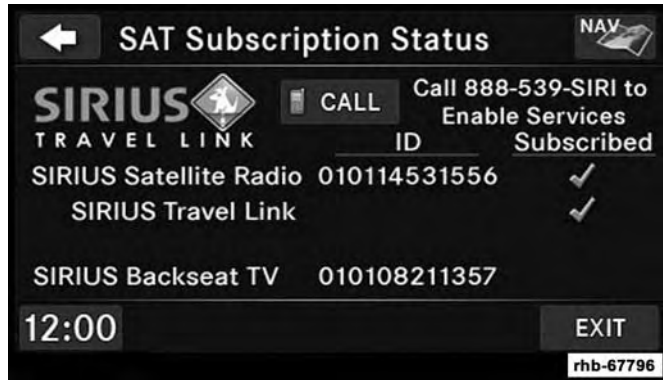 SAT Subscription Status
NAV
SIRIUS
TRAVEL LINK
CALL
Call 888-539-SIRI to
Enable Services
ID Subscribed
SIRIUS Satellite Radio 010114531556
SIRIUS Travel Link
SIRIUS Backseat TV 010108211357
12:00
EXIT
rhb-67796